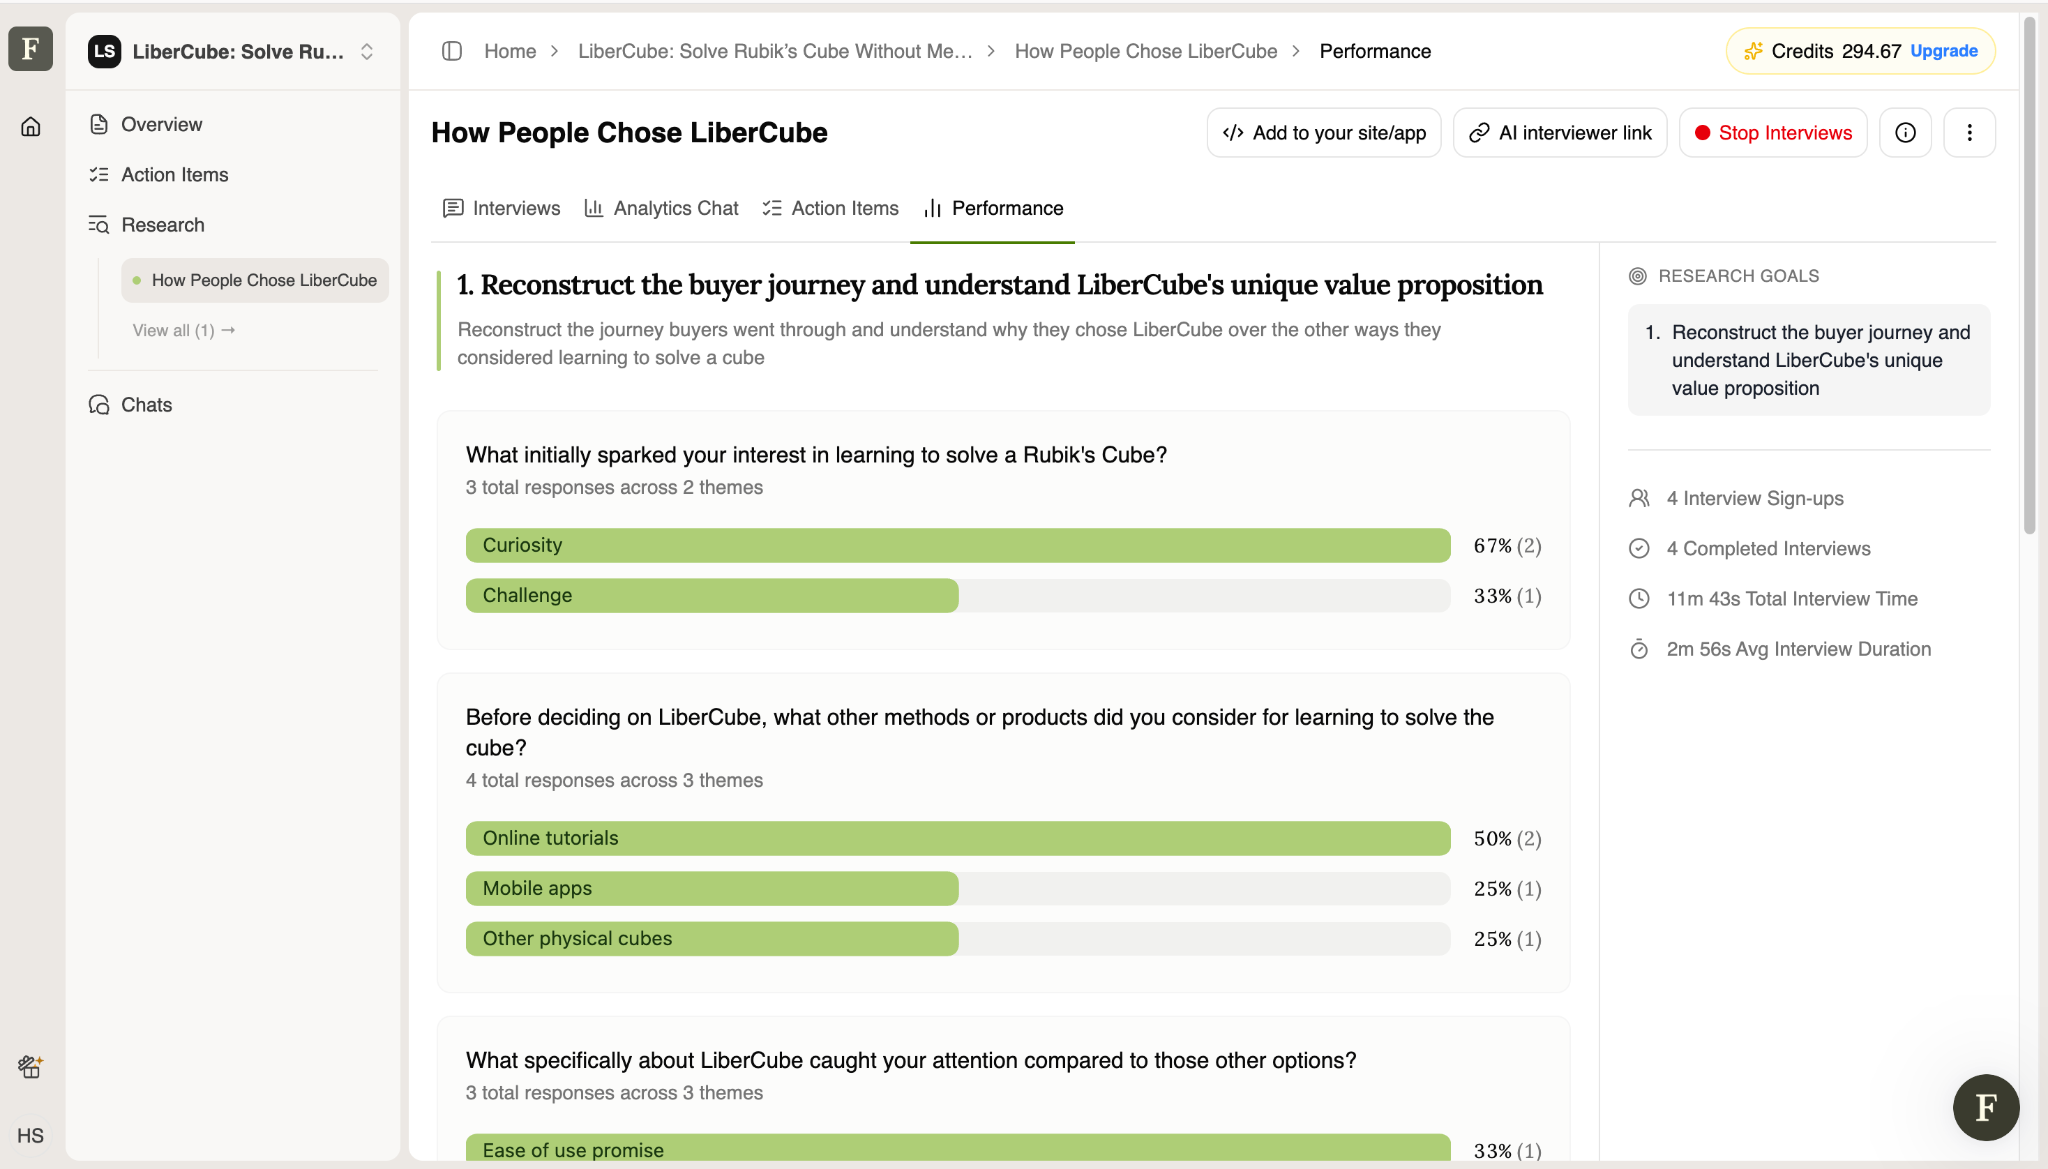 F
LS LiberCube: Solve Ru...
Home > LiberCube: Solve Rubik's Cube Without Me... > How People Chose LiberCube > Performance
Credits 294.67 Upgrade
Overview
Action Items
Research
How People Chose LiberCube
View all (1) →
Chats
HS
How People Chose LiberCube
</> Add to your site/app
AI interviewer link
Stop Interviews
Interviews
Analytics Chat
Action Items
Performance
1. Reconstruct the buyer journey and understand LiberCube's unique value proposition
Reconstruct the journey buyers went through and understand why they chose LiberCube over the other ways they
considered learning to solve a cube
What initially sparked your interest in learning to solve a Rubik's Cube?
3 total responses across 2 themes
Curiosity 67% (2)
Challenge 33% (1)
Before deciding on LiberCube, what other methods or products did you consider for learning to solve the
cube?
4 total responses across 3 themes
Online tutorials 50% (2)
Mobile apps 25% (1)
Other physical cubes 25% (1)
What specifically about LiberCube caught your attention compared to those other options?
3 total responses across 3 themes
Ease of use promise 33% (1)
RESEARCH GOALS
1. Reconstruct the buyer journey and
understand LiberCube's unique
value proposition
4 Interview Sign-ups
4 Completed Interviews
11m 43s Total Interview Time
2m 56s Avg Interview Duration
F